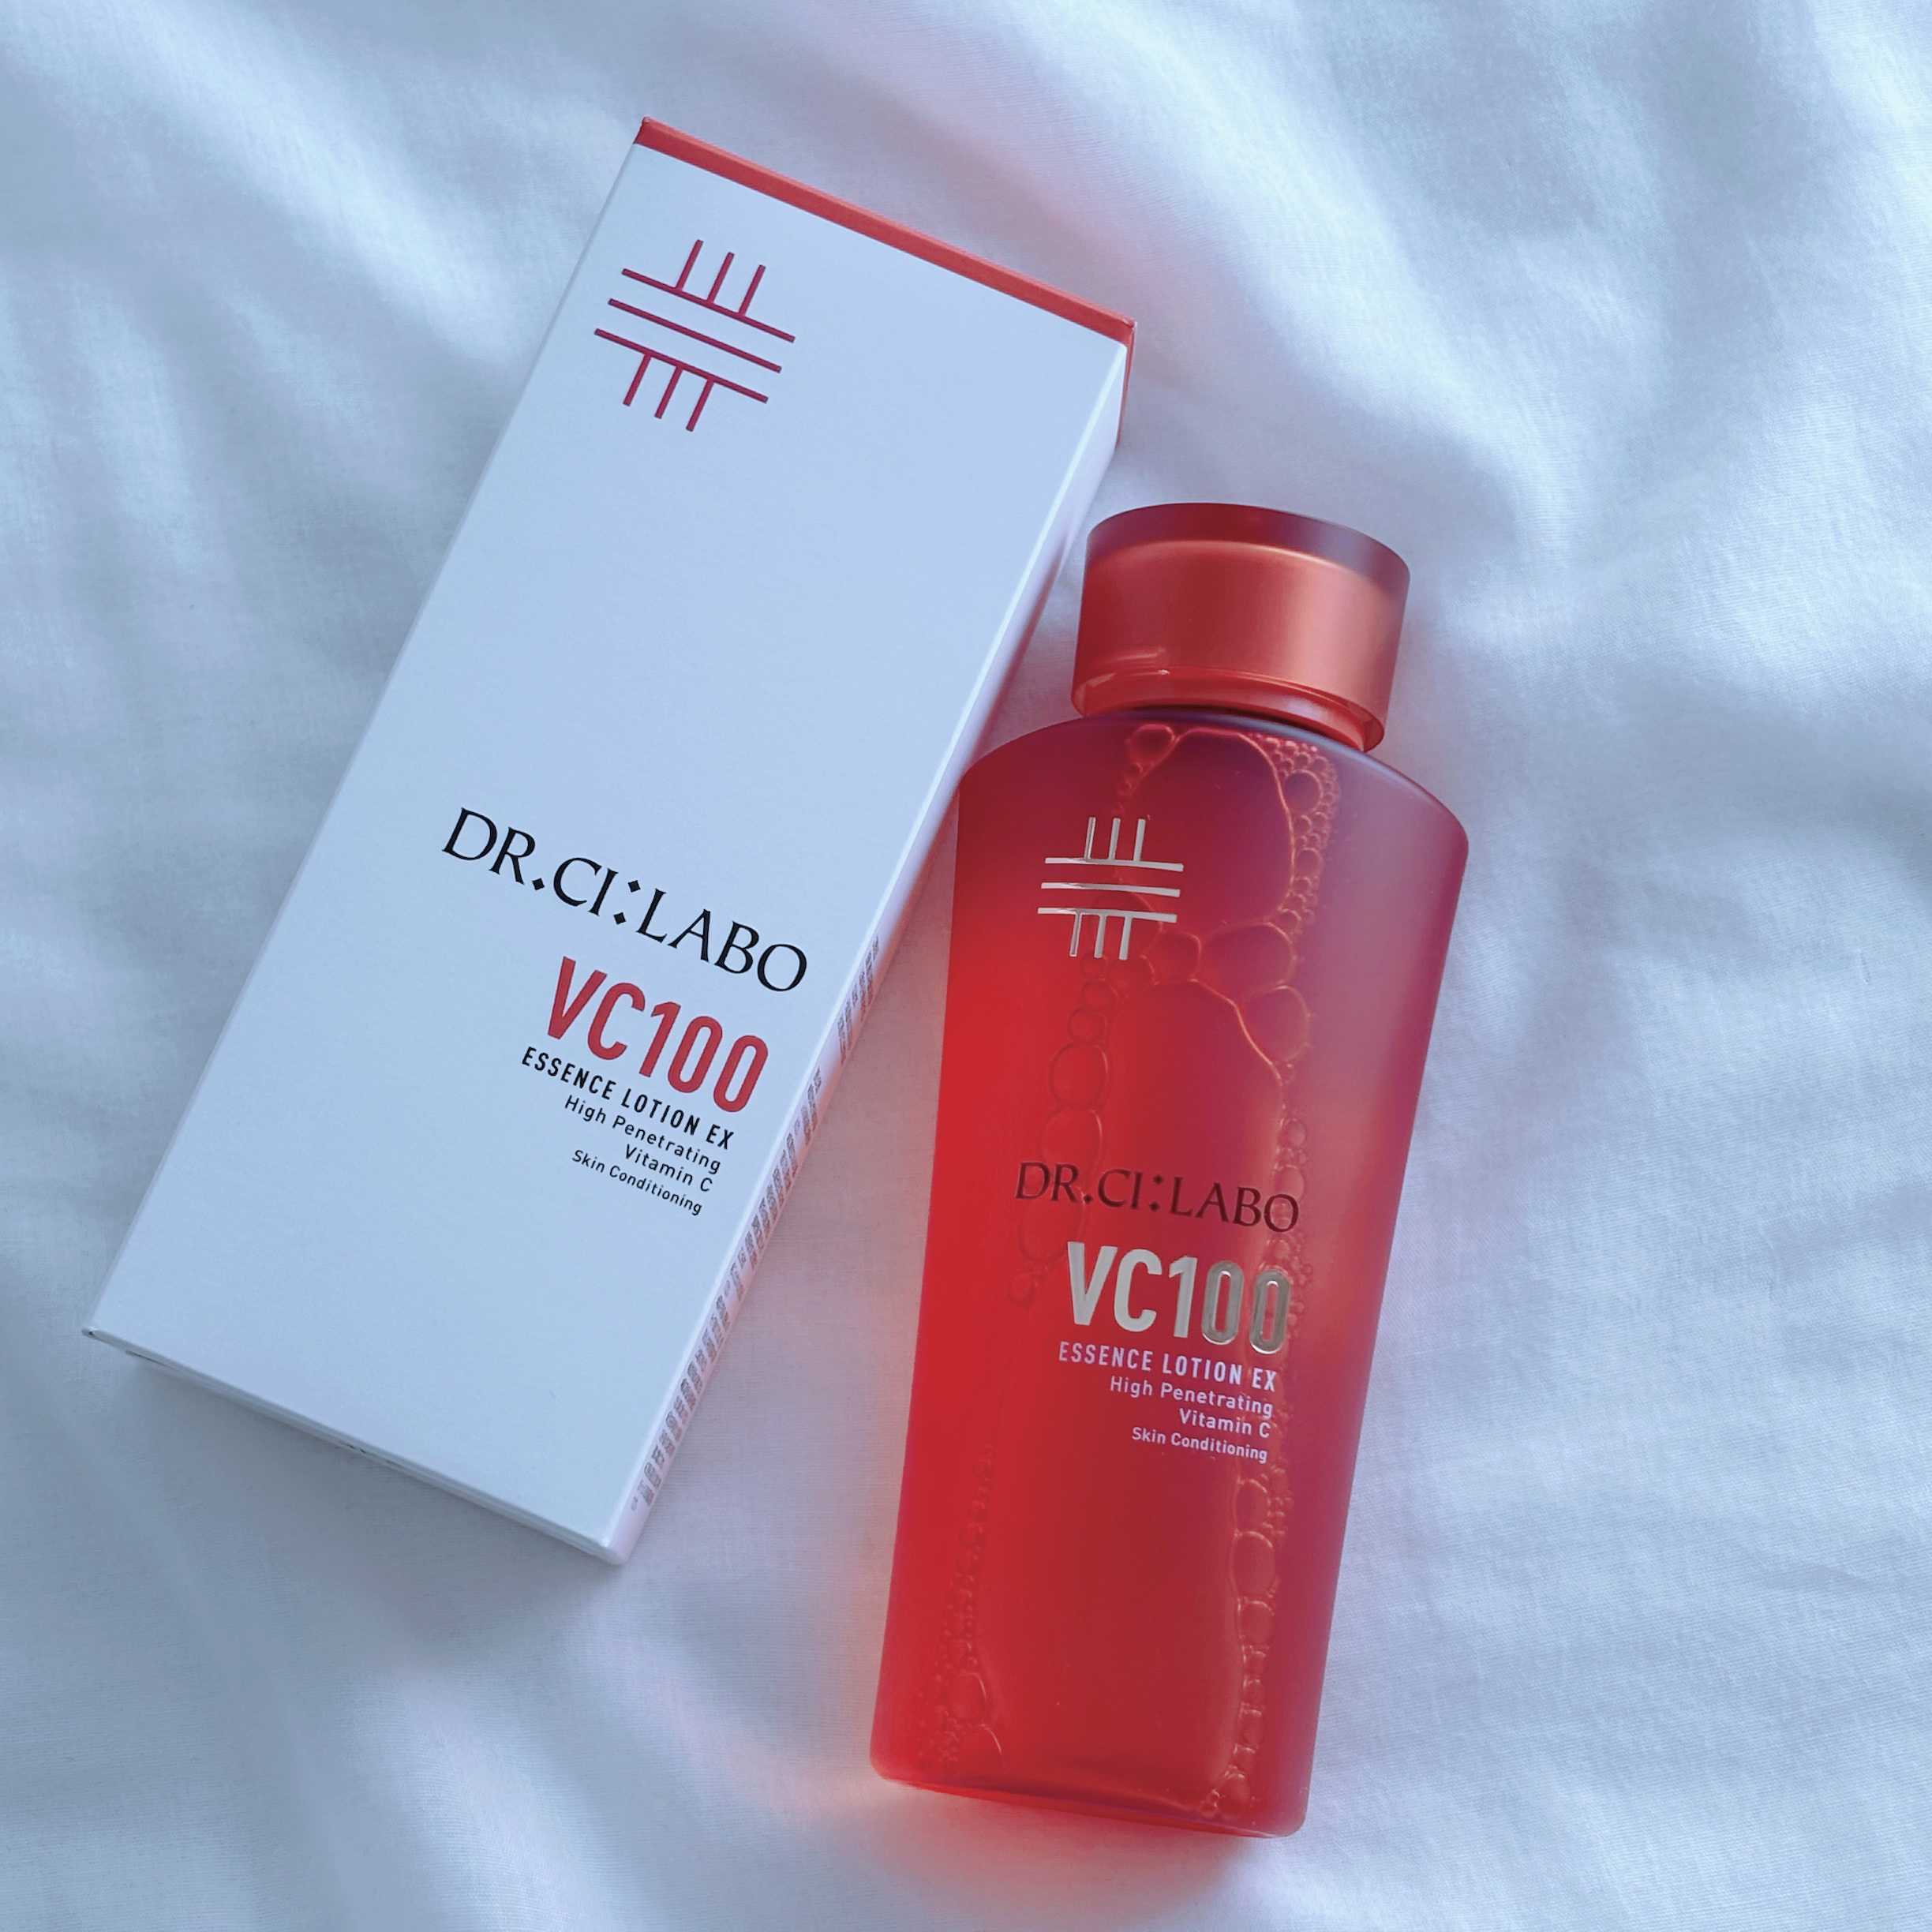 DR.CI:LABO
VC100
ESSENCE LOTION EX
High Penetrating
Vitamin C
Skin Conditioning
DR.CI:LABO
VC100
ESSENCE LOTION EX
High Penetrating
Vitamin C
Skin Conditioning